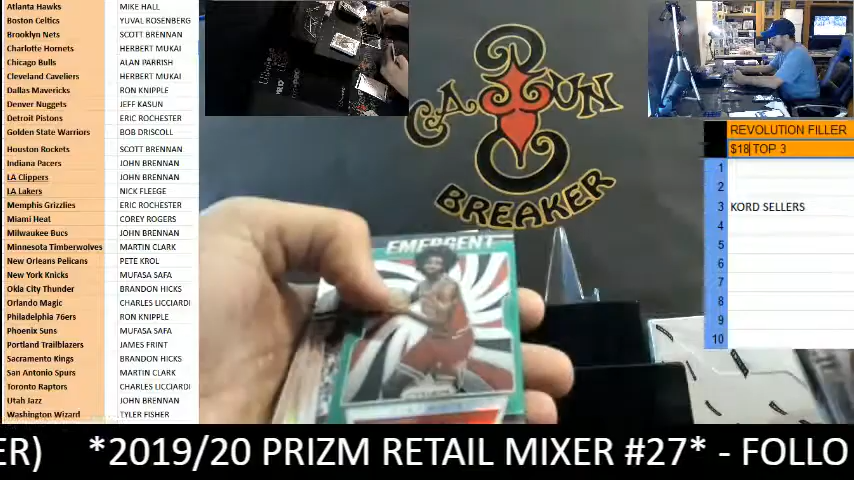 Atlanta Hawks MIKE HALL
Boston Celtics YUVAL ROSENBERG
Brooklyn Nets SCOTT BRENNAN
Charlotte Hornets HERBERT MUKAI
Chicago Bulls ALAN PARRISH
Cleveland Cavaliers HERBERT MUKAI
Dallas Mavericks RON KNIPPLE
Denver Nuggets JEFF KASUN
Detroit Pistons ERIC ROCHESTER
Golden State Warriors BOB DRISCOLL
Houston Rockets SCOTT BRENNAN
Indiana Pacers JOHN BRENNAN
LA Clippers JOHN BRENNAN
LA Lakers NICK FLEEGE
Memphis Grizzlies ERIC ROCHESTER
Miami Heat COREY ROGERS
Milwaukee Bucs JOHN BRENNAN
Minnesota Timberwolves MARTIN CLARK
New Orleans Pelicans PETE KROL
New York Knicks MUFASA SAFA
Okla City Thunder BRANDON HICKS
Orlando Magic CHARLES LICCIARDI
Philadelphia 76ers RON KNIPPLE
Phoenix Suns MUFASA SAFA
Portland Trailblazers JAMES FRINT
Sacramento Kings BRANDON HICKS
San Antonio Spurs MARTIN CLARK
Toronto Raptors CHARLES LICCIARDI
Utah Jazz JOHN BRENNAN
Washington Wizard TYLER FISHER
CAJUN
BREAKER
EMERGENT
REVOLUTION FILLER
$18 TOP 3
1
2
3 KORD SELLERS
4
5
6
7
8
9
10
ER) *2019/20 PRIZM RETAIL MIXER #27* - FOLLO